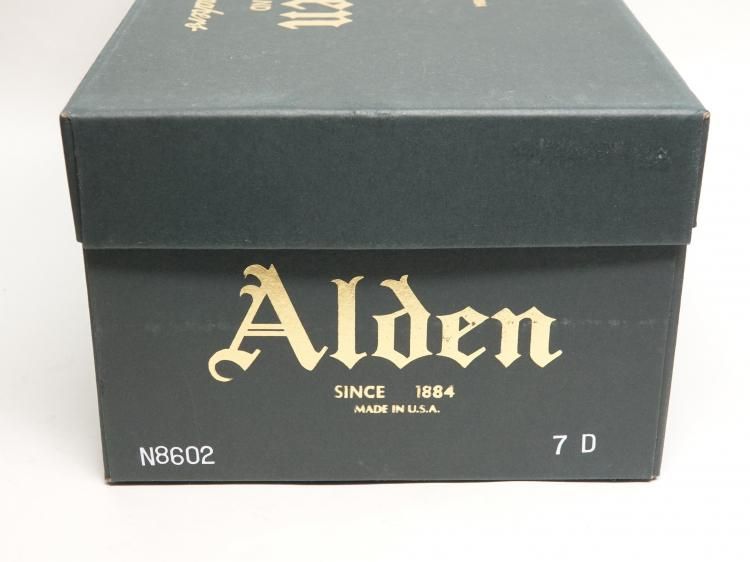 Alden
SINCE 1884
MADE IN U.S.A.
N8602
7 D